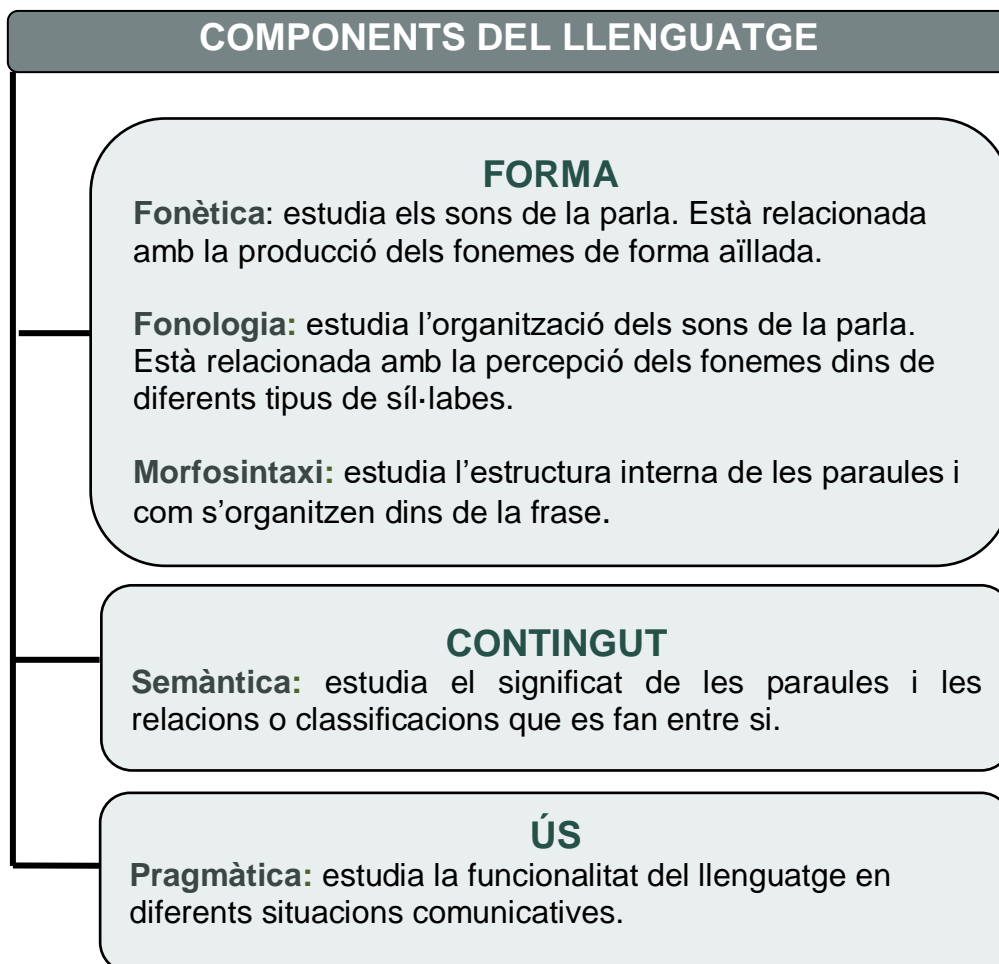 COMPONENTS DEL LLENGUATGE
FORMA
Fonètica: estudia els sons de la parla. Està relacionada
amb la producció dels fonemes de forma aïllada.
Fonologia: estudia l’organització dels sons de la parla.
Està relacionada amb la percepció dels fonemes dins de
diferents tipus de síl·labes.
Morfosintaxi: estudia l’estructura interna de les paraules i
com s’organitzen dins de la frase.
CONTINGUT
Semàntica: estudia el significat de les paraules i les
relacions o classificacions que es fan entre si.
ÚS
Pragmàtica: estudia la funcionalitat del llenguatge en
diferents situacions comunicatives.